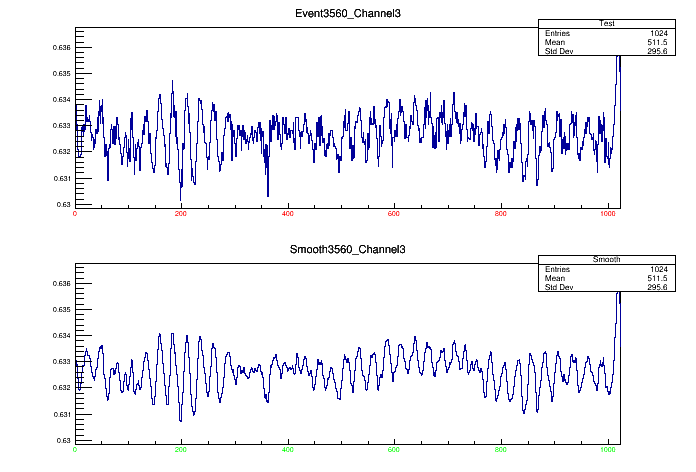 Event3560_Channel3
Test
Entries 1024
Mean 511.5
Std Dev 295.6
0.636
0.635
0.634
0.633
0.632
0.631
0.63
0 200 400 600 800 1000
Smooth3560_Channel3
Smooth
Entries 1024
Mean 511.5
Std Dev 295.6
0.636
0.635
0.634
0.633
0.632
0.631
0.63
0 200 400 600 800 1000